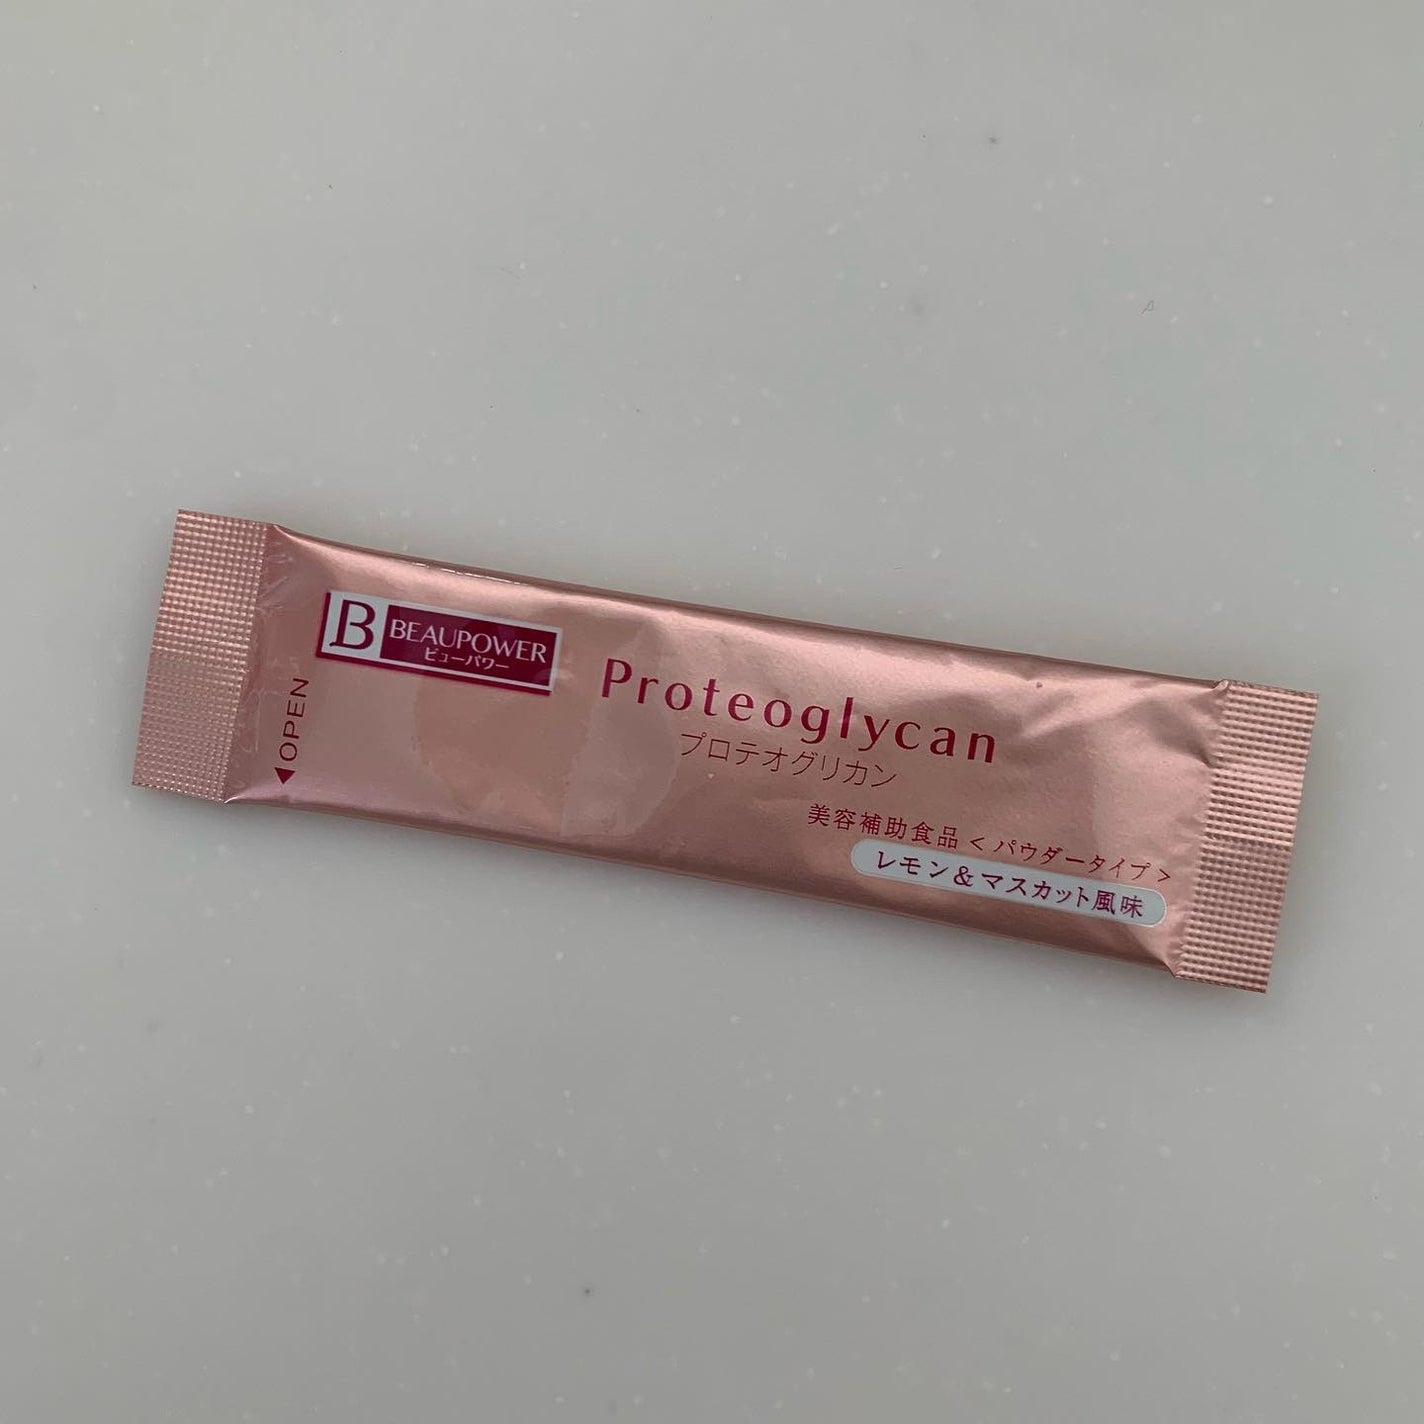 B BEAUPOWER
ビューパワー
OPEN
Proteoglycan
プロテオグリカン
美容補助食品<パウダータイプ>
レモン&マスカット風味